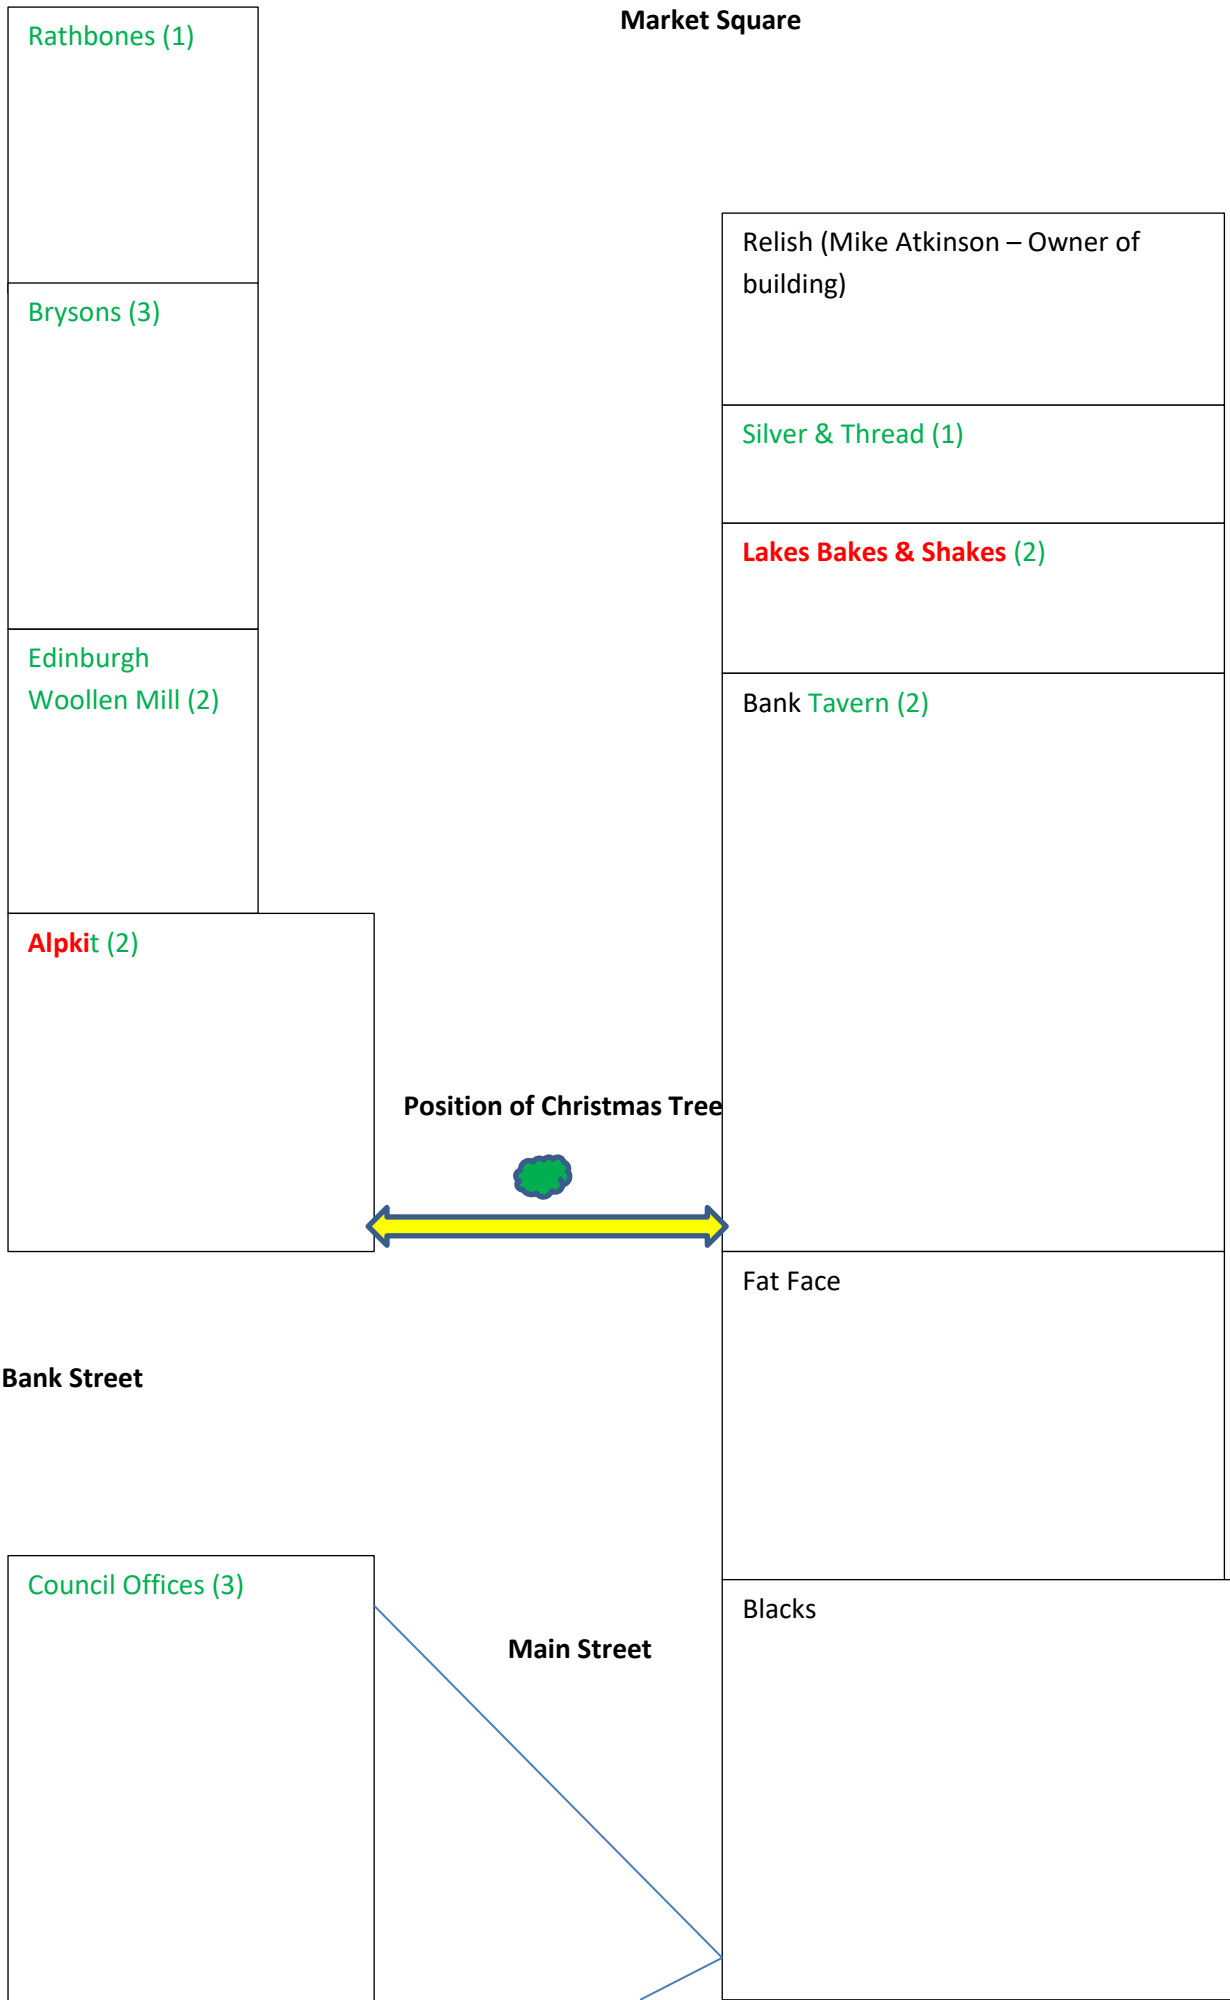 Market Square
Rathbones (1)
Brysons (3)
Edinburgh
Woollen Mill (2)
Alpkit (2)
Relish (Mike Atkinson – Owner of
building)
Silver & Thread (1)
Lakes Bakes & Shakes (2)
Bank Tavern (2)
Position of Christmas Tree
Fat Face
Bank Street
Council Offices (3)
Main Street
Blacks